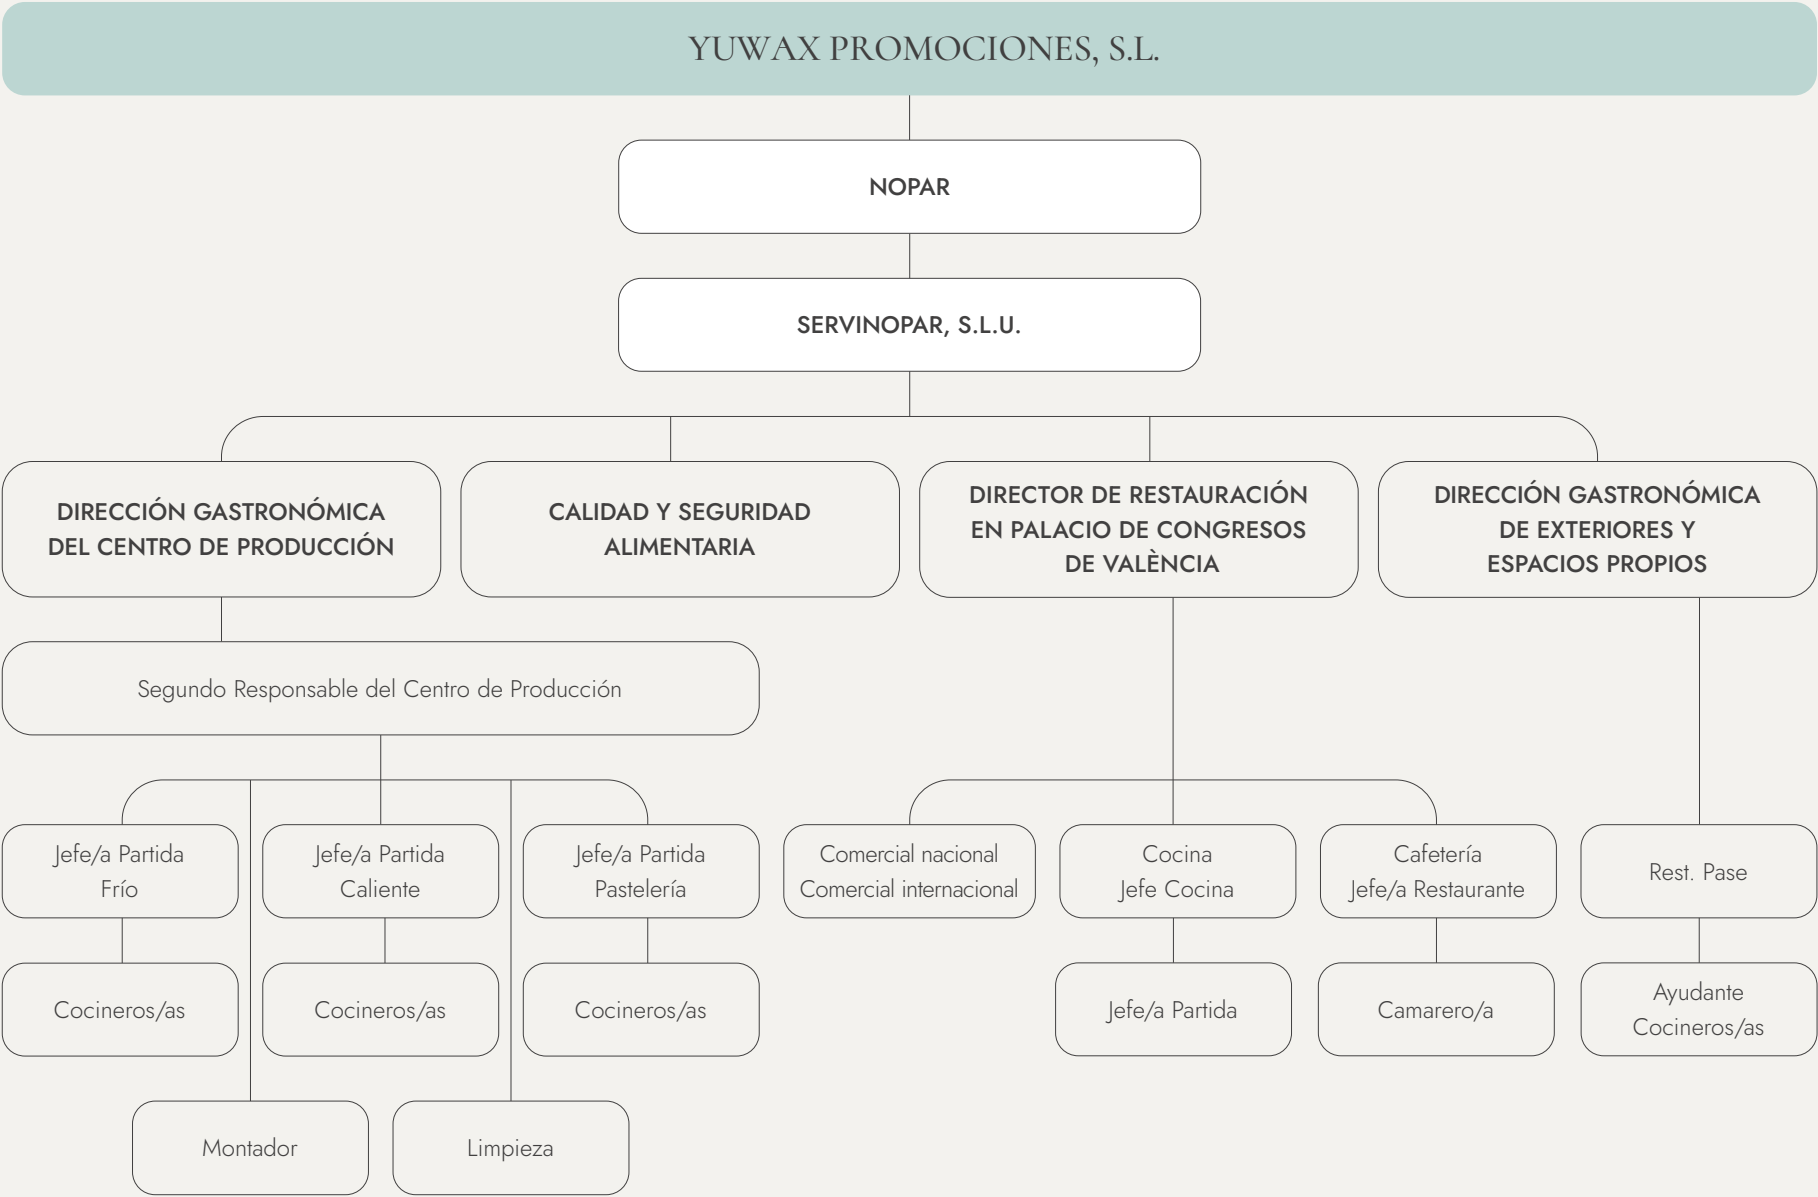 YUWAX PROMOCIONES, S.L.
NOPAR
SERVINOPAR, S.L.U.
DIRECCIÓN GASTRONÓMICA
DEL CENTRO DE PRODUCCIÓN
CALIDAD Y SEGURIDAD
ALIMENTARIA
DIRECTOR DE RESTAURACIÓN
EN PALACIO DE CONGRESOS
DE VALÈNCIA
DIRECCIÓN GASTRONÓMICA
DE EXTERIORES Y
ESPACIOS PROPIOS
Segundo Responsable del Centro de Producción
Jefe/a Partida
Frío
Jefe/a Partida
Caliente
Jefe/a Partida
Pastelería
Comercial nacional
Comercial internacional
Cocina
Jefe Cocina
Cafetería
Jefe/a Restaurante
Rest. Pase
Cocineros/as
Cocineros/as
Cocineros/as
Jefe/a Partida
Camarero/a
Ayudante
Cocineros/as
Montador
Limpieza